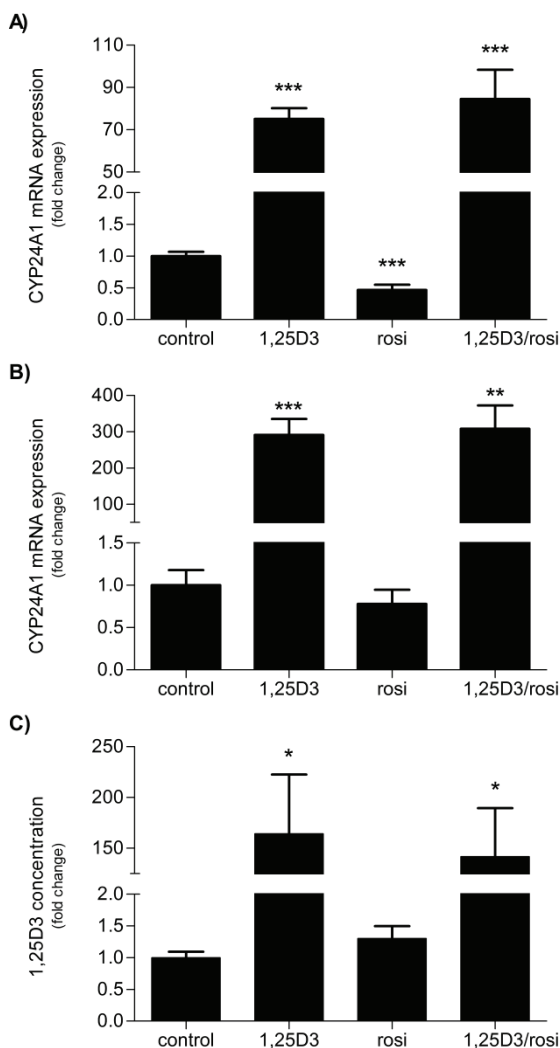 A)
CYP24A1 mRNA expression
(fold change)
110
90
70
50
2.0
1.5
1.0
0.5
0.0
***
***
***
control 1,25D3 rosi 1,25D3/rosi
B)
CYP24A1 mRNA expression
(fold change)
400
300
200
100
1.5
1.0
0.5
0.0
***
**
control 1,25D3 rosi 1,25D3/rosi
C)
1,25D3 concentration
(fold change)
250
200
150
2.0
1.5
1.0
0.5
0.0
*
*
control 1,25D3 rosi 1,25D3/rosi